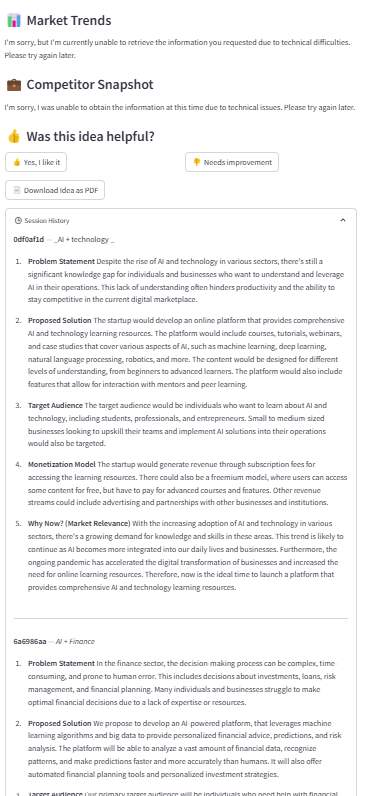 📊 Market Trends
I'm sorry, but I'm currently unable to retrieve the information you requested due to technical difficulties.
Please try again later.
💼 Competitor Snapshot
I'm sorry, I was unable to obtain the information at this time due to technical issues. Please try again later.
👍 Was this idea helpful?
👍 Yes, I like it
👎 Needs improvement
📄 Download Idea as PDF
Session History
0df0af1d — _AI + technology _
1. Problem Statement Despite the rise of AI and technology in various sectors, there's still a
significant knowledge gap for individuals and businesses who want to understand and leverage
AI in their operations. This lack of understanding often hinders productivity and the ability to
stay competitive in the current digital marketplace.
2. Proposed Solution The startup would develop an online platform that provides comprehensive
AI and technology learning resources. The platform would include courses, tutorials, webinars,
and case studies that cover various aspects of AI, such as machine learning, deep learning,
natural language processing, robotics, and more. The content would be designed for different
levels of understanding, from beginners to advanced learners. The platform would also include
features that allow for interaction with mentors and peer learning.
3. Target Audience The target audience would be individuals who want to learn about AI and
technology, including students, professionals, and entrepreneurs. Small to medium-sized
businesses looking to upskill their teams and implement AI solutions into their operations
would also be targeted.
4. Monetization Model The startup would generate revenue through subscription fees for
accessing the learning resources. There could also be a freemium model, where users can access
some content for free, but have to pay for advanced courses and features. Other revenue
streams could include advertising and partnerships with other businesses and institutions.
5. Why Now? (Market Relevance) With the increasing adoption of AI and technology in various
sectors, there's a growing demand for knowledge and skills in these areas. This trend is likely to
continue as AI becomes more integrated into our daily lives and businesses. Furthermore, the
ongoing pandemic has accelerated the digital transformation of businesses and increased the
need for online learning resources. Therefore, now is the ideal time to launch a platform that
provides comprehensive AI and technology learning resources.
6a6986aa — AI + Finance
1. Problem Statement In the finance sector, the decision-making process can be complex, time-
consuming, and prone to human error. This includes decisions about investments, loans, risk
management, and financial planning. Many individuals and businesses struggle to make
optimal financial decisions due to a lack of expertise or resources.
2. Proposed Solution We propose to develop an AI-powered platform, that leverages machine
learning algorithms and big data to provide personalized financial advice, predictions, and risk
analysis. The platform will be able to analyze a vast amount of financial data, recognize
patterns, and make predictions faster and more accurately than humans. It will also offer
automated financial planning tools and personalized investment strategies.
3. Target Audience Our primary target audience will be individuals who need help with financial